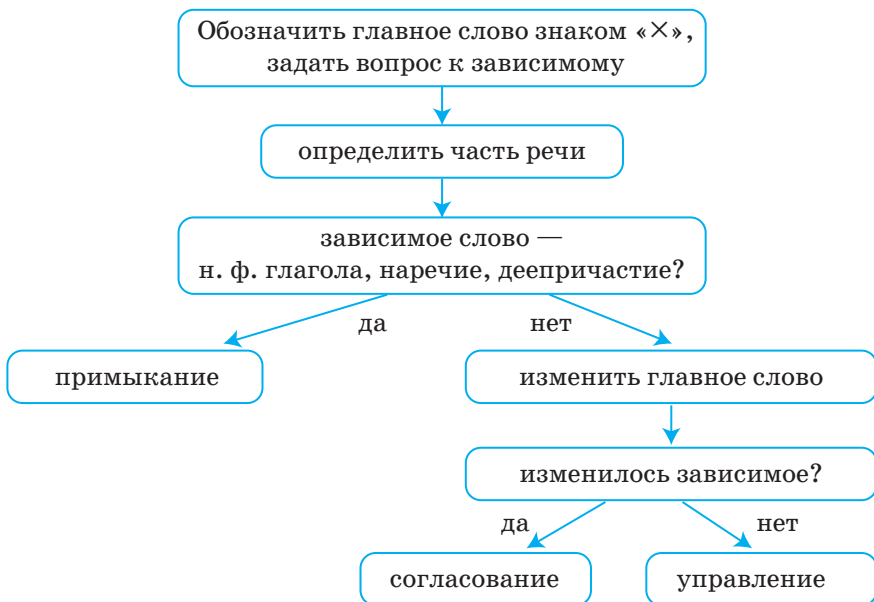 Обозначить главное слово знаком «×»,
задать вопрос к зависимому
определить часть речи
зависимое слово —
н. ф. глагола, наречие, деепричастие?
да
нет
примыкание
изменить главное слово
изменилось зависимое?
да
нет
согласование
управление